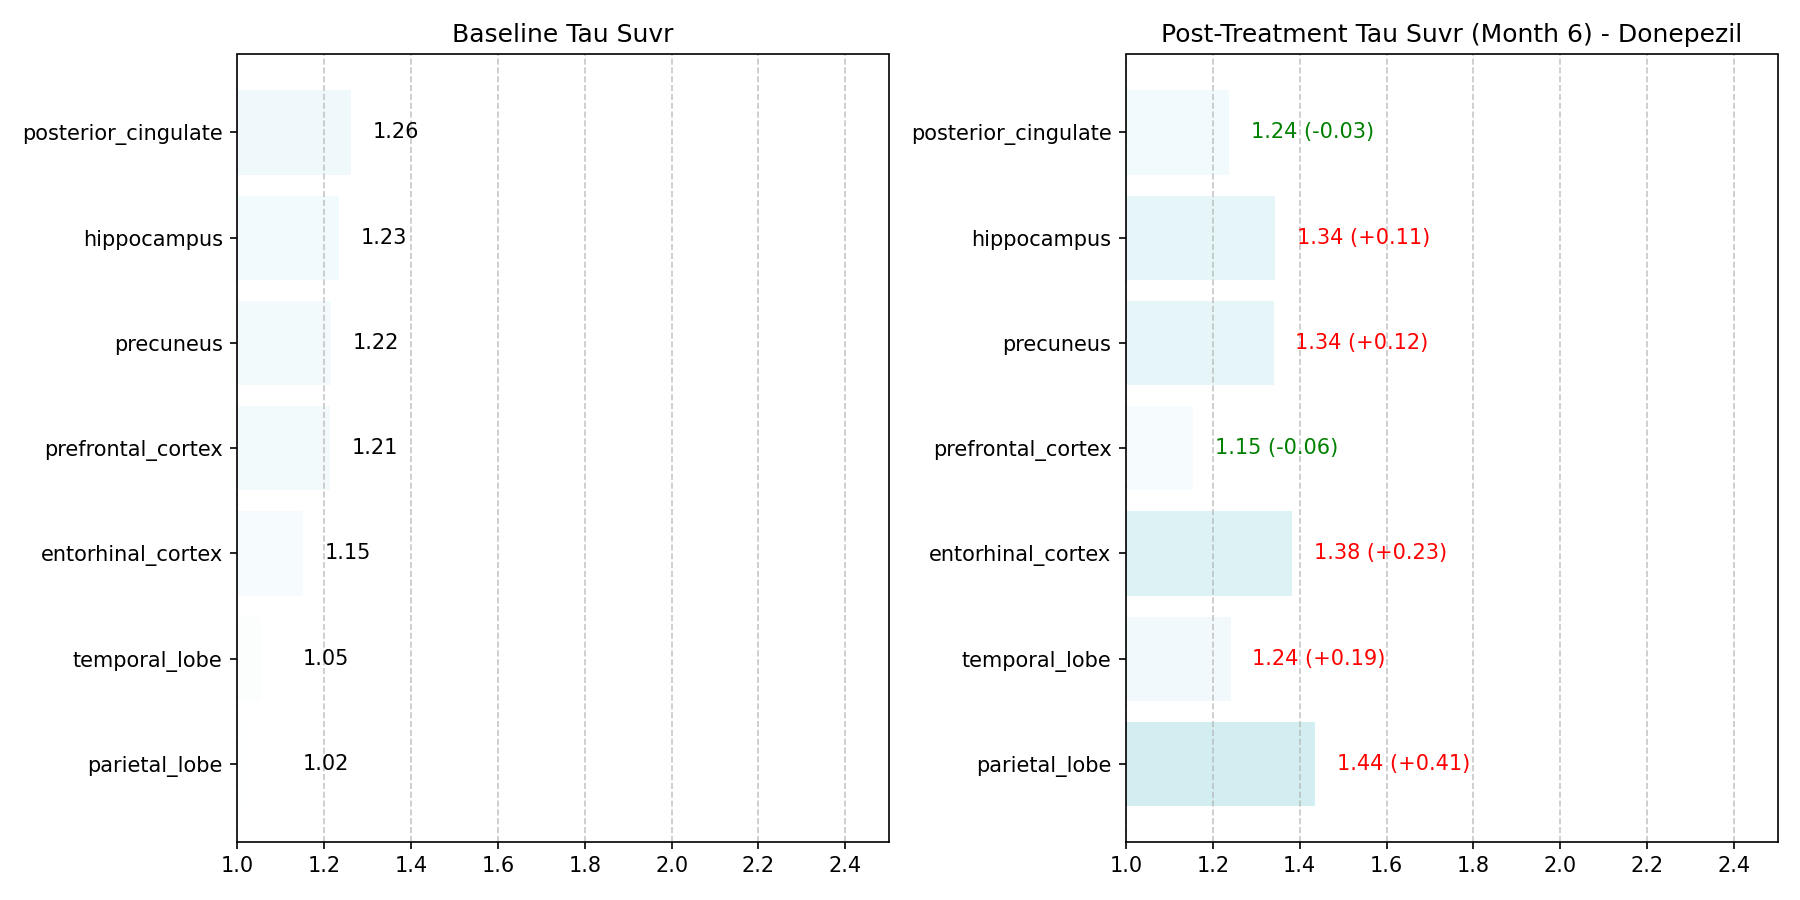 Baseline Tau Suvr
posterior_cingulate 1.26
hippocampus 1.23
precuneus 1.22
prefrontal_cortex 1.21
entorhinal_cortex 1.15
temporal_lobe 1.05
parietal_lobe 1.02
1.0 1.2 1.4 1.6 1.8 2.0 2.2 2.4
Post-Treatment Tau Suvr (Month 6) - Donepezil
posterior_cingulate 1.24 (-0.03)
hippocampus 1.34 (+0.11)
precuneus 1.34 (+0.12)
prefrontal_cortex 1.15 (-0.06)
entorhinal_cortex 1.38 (+0.23)
temporal_lobe 1.24 (+0.19)
parietal_lobe 1.44 (+0.41)
1.0 1.2 1.4 1.6 1.8 2.0 2.2 2.4